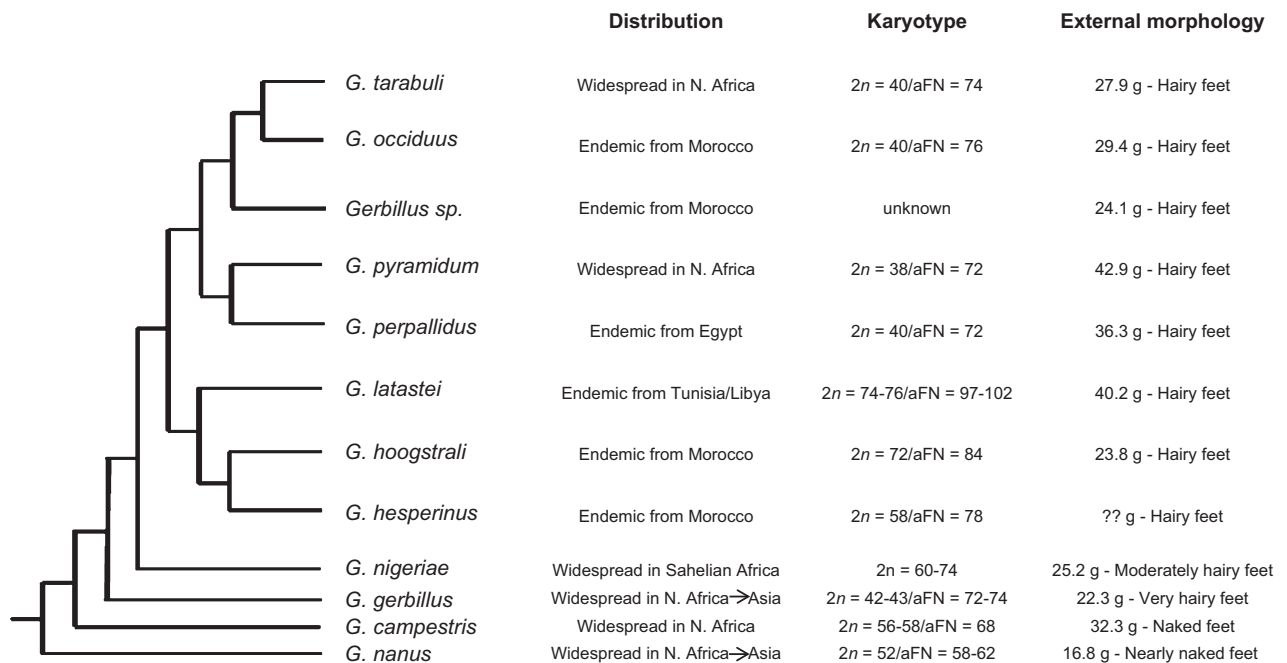 Distribution Karyotype External morphology
G. tarabuli Widespread in N. Africa 2n = 40/aFN = 74 27.9 g - Hairy feet
G. occiduus Endemic from Morocco 2n = 40/aFN = 76 29.4 g - Hairy feet
Gerbillus sp. Endemic from Morocco unknown 24.1 g - Hairy feet
G. pyramidum Widespread in N. Africa 2n = 38/aFN = 72 42.9 g - Hairy feet
G. perpallidus Endemic from Egypt 2n = 40/aFN = 72 36.3 g - Hairy feet
G. latastei Endemic from Tunisia/Libya 2n = 74-76/aFN = 97-102 40.2 g - Hairy feet
G. hoogstrali Endemic from Morocco 2n = 72/aFN = 84 23.8 g - Hairy feet
G. hesperinus Endemic from Morocco 2n = 58/aFN = 78 ?? g - Hairy feet
G. nigeriae Widespread in Sahelian Africa 2n = 60-74 25.2 g - Moderately hairy feet
G. gerbillus Widespread in N. Africa→Asia 2n = 42-43/aFN = 72-74 22.3 g - Very hairy feet
G. campestris Widespread in N. Africa 2n = 56-58/aFN = 68 32.3 g - Naked feet
G. nanus Widespread in N. Africa→Asia 2n = 52/aFN = 58-62 16.8 g - Nearly naked feet